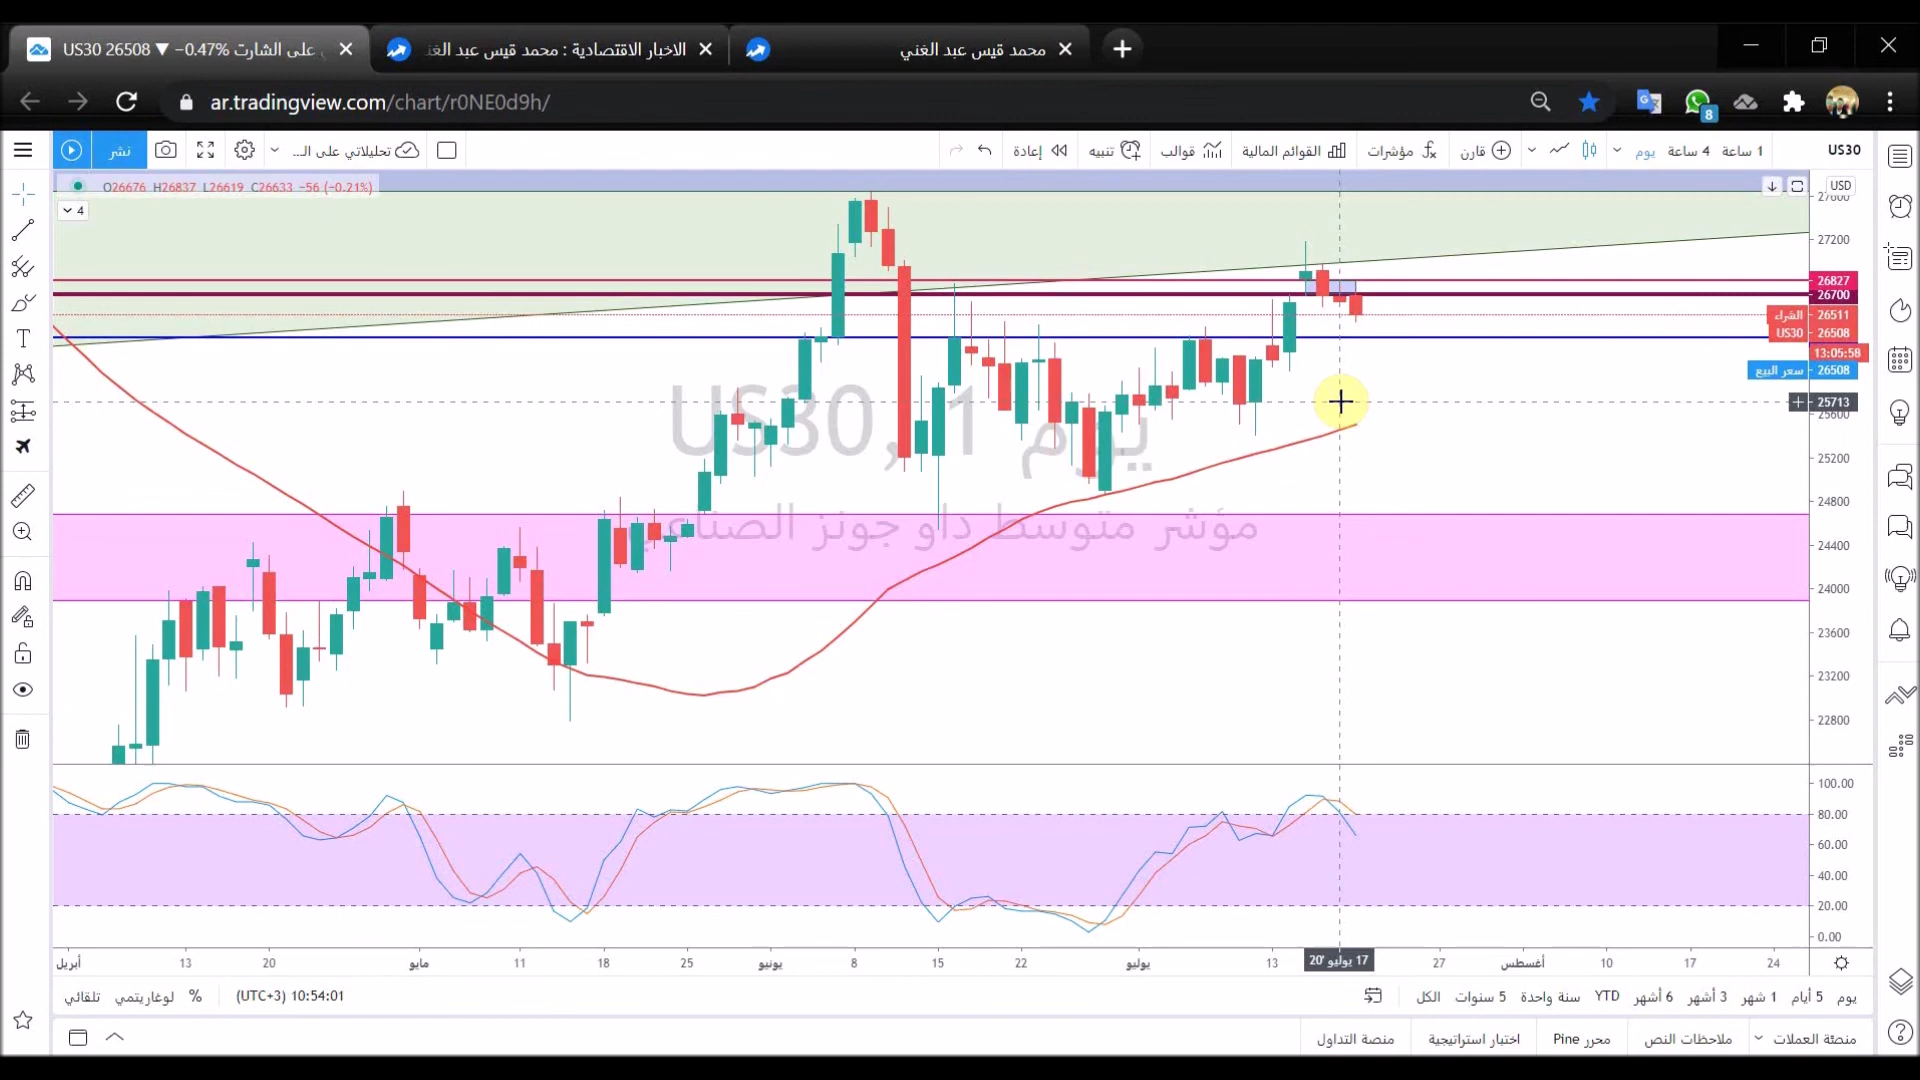 US30 26508 ▼ −0.47% على الشارت
الاخبار الاقتصادية : محمد قيس عبد الغني
محمد قيس عبد الغني
ar.tradingview.com/chart/r0NE0d9h/
8
نشر
تحليلاتي على ال...
إعادة
تنبيه
قوالب
القوائم المالية
مؤشرات
قارن
يوم
4 ساعة
1 ساعة
US30
O26676 H26837 L26619 C26633 −56 (−0.21%)
4
USD
27600
27200
26827
26700
الشراء 26511
US30 26508
13:05:58
سعر البيع 26508
25713
25600
25200
24800
24400
24000
23600
23200
22800
US30, 1 يوم
مؤشر متوسط داو جونز الصناعي
100.00
80.00
60.00
40.00
20.00
0.00
أبريل 13 20 مايو 11 18 25 يونيو 8 15 22 يوليو 13 17 يوليو '20 27 أغسطس 10 17 24
تلقائي لوغاريتمي %
10:54:01 (UTC+3)
الكل 5 سنوات سنة واحدة YTD 6 أشهر 3 أشهر 1 شهر 5 أيام يوم
منصة التداول
اختبار استراتيجية
محرر Pine
ملاحظات النص
منصئة العملات